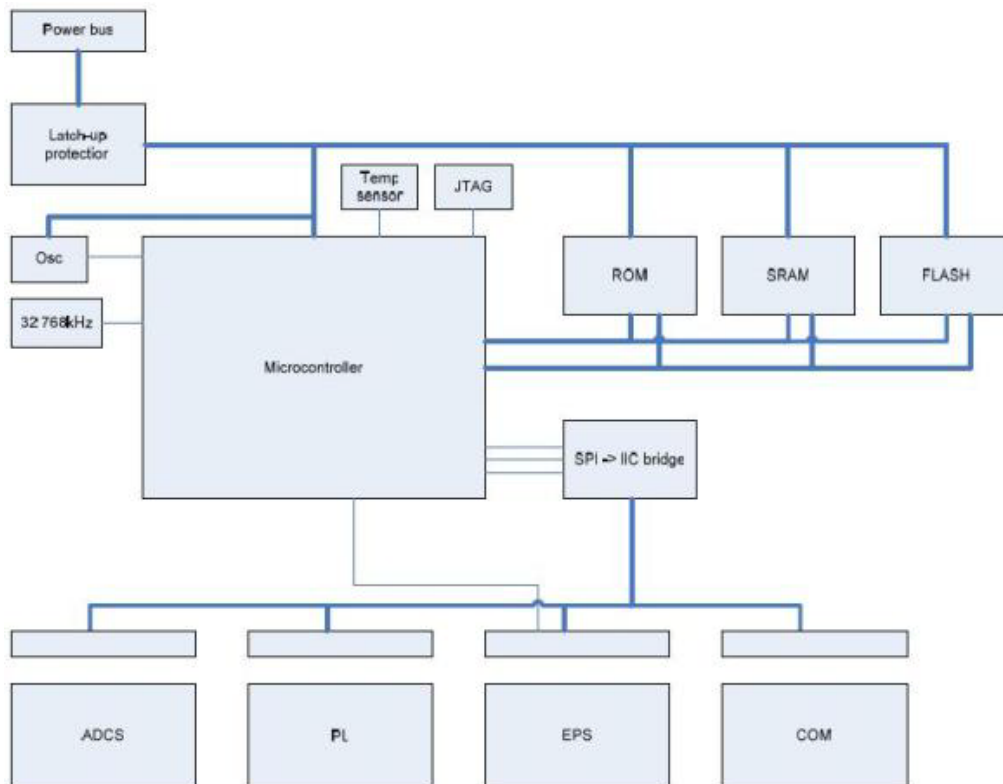 Power bus
Latch-up
protection
Temp
sensor
JTAG
Osc
ROM
SRAM
FLASH
32 768kHz
Microcontroller
SPI -> IIC bridge
ADCS
PL
EPS
COM